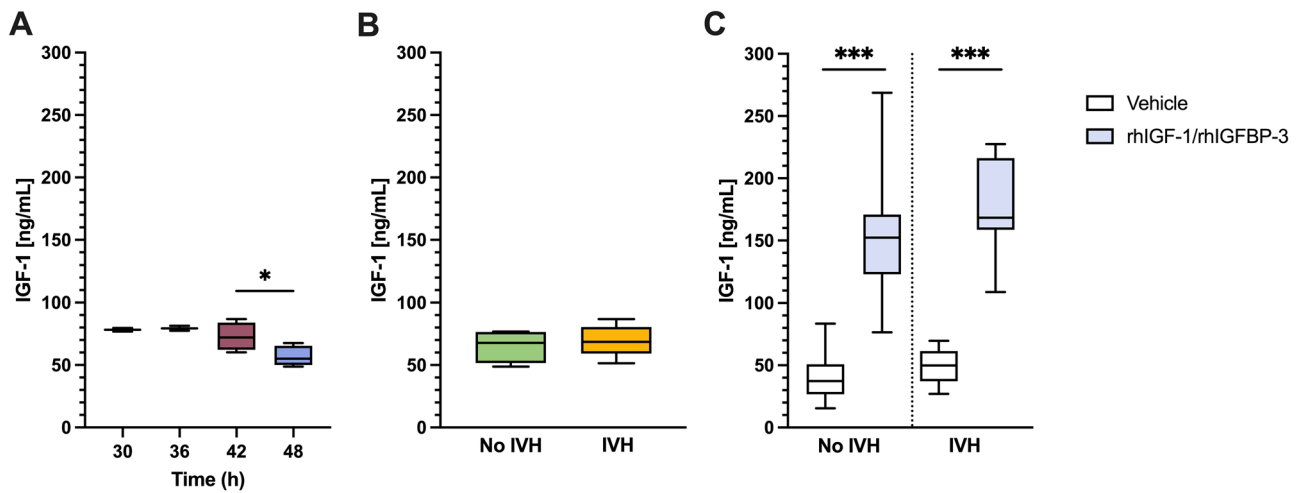 A
B
C
IGF-1 [ng/mL]
300
250
200
150
100
50
0
*
30 36 42 48
Time (h)
IGF-1 [ng/mL]
300
250
200
150
100
50
0
No IVH IVH
IGF-1 [ng/mL]
300
250
200
150
100
50
0
*** ***
No IVH IVH
Vehicle
rhIGF-1/rhIGFBP-3